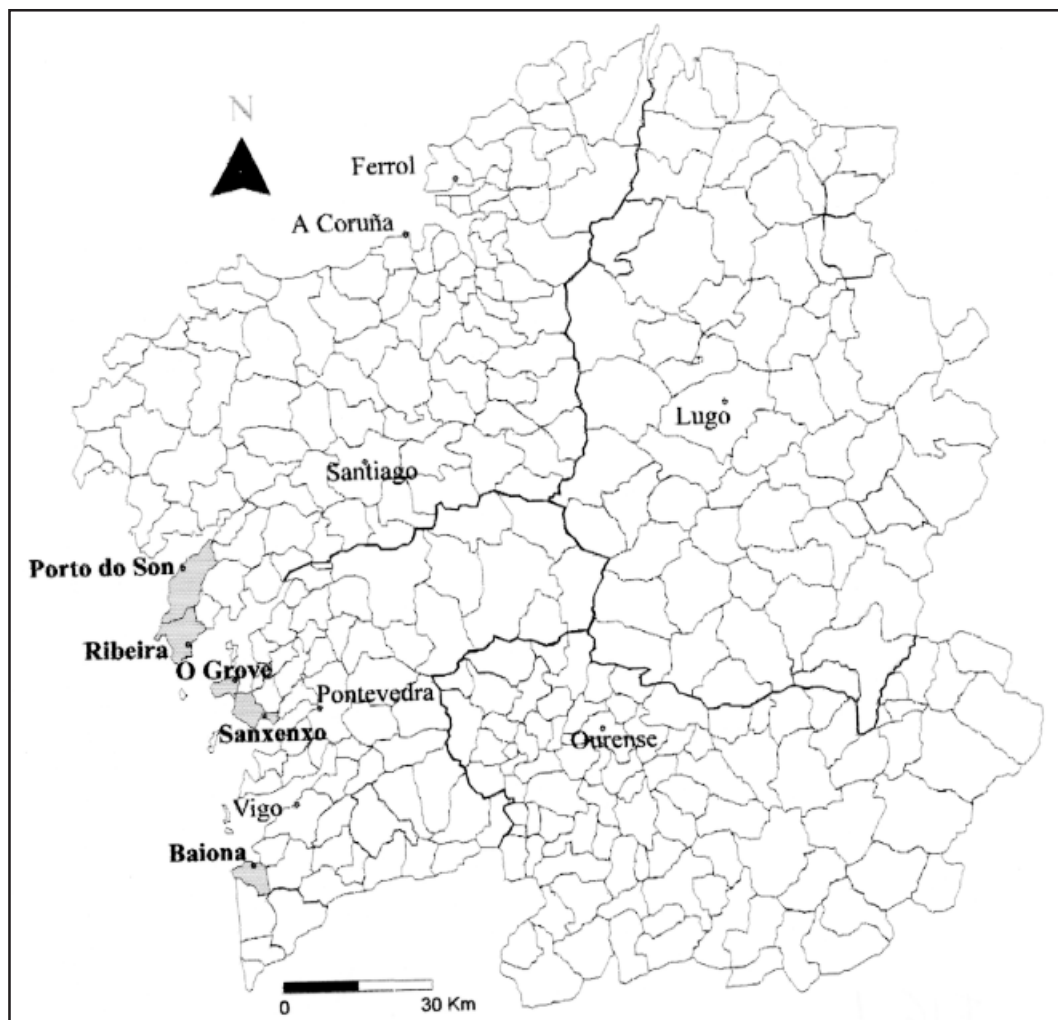 N
Ferrol
A Coruña
Lugo
Santiago
Porto do Son
Ribeira
O Grove
Pontevedra
Sanxenxo
Ourense
Vigo
Baiona
0
30 Km